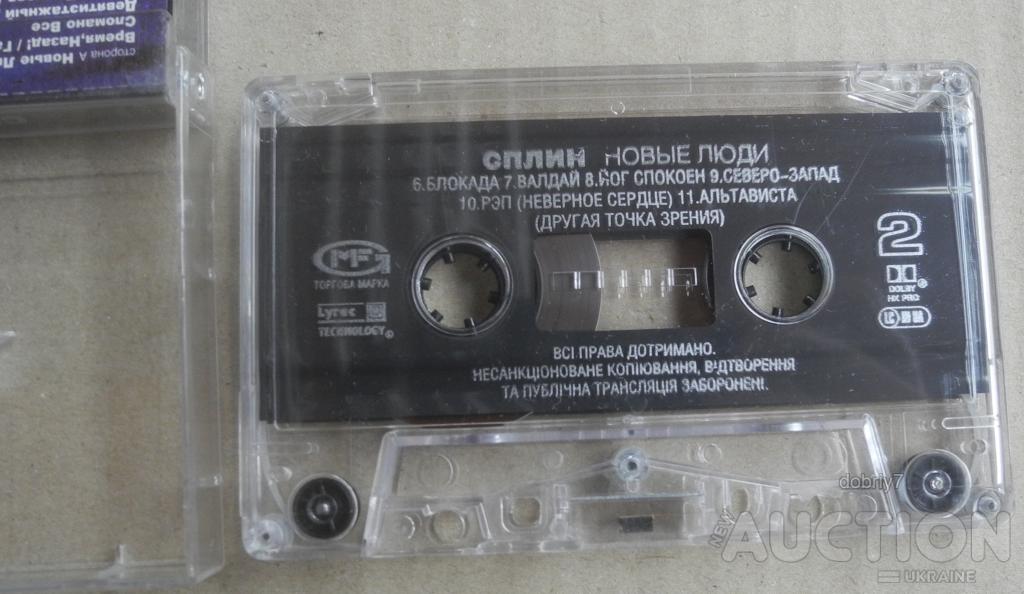 сторона А Новые
Время,Назад!
Сломано Все
Девятиэтажный
СПЛИН НОВЫЕ ЛЮДИ
6.БЛОКАДА 7.ВАЛДАЙ 8.ЙОГ СПОКОЕН 9.СЕВЕРО-ЗАПАД
10.РЭП (НЕВЕРНОЕ СЕРДЦЕ) 11.АЛЬТАВИСТА
(ДРУГАЯ ТОЧКА ЗРЕНИЯ)
2
ТОРГОВА МАРКА
Lyrec
TECHNOLOGY
DOLBY®
HX PRO
ВСІ ПРАВА ДОТРИМАНО.
НЕСАНКЦІОНОВАНЕ КОПІЮВАННЯ, ВІДТВОРЕННЯ
ТА ПУБЛІЧНА ТРАНСЛЯЦІЯ ЗАБОРОНЕНІ.
dobriy7
NEW AUCTION
UKRAINE